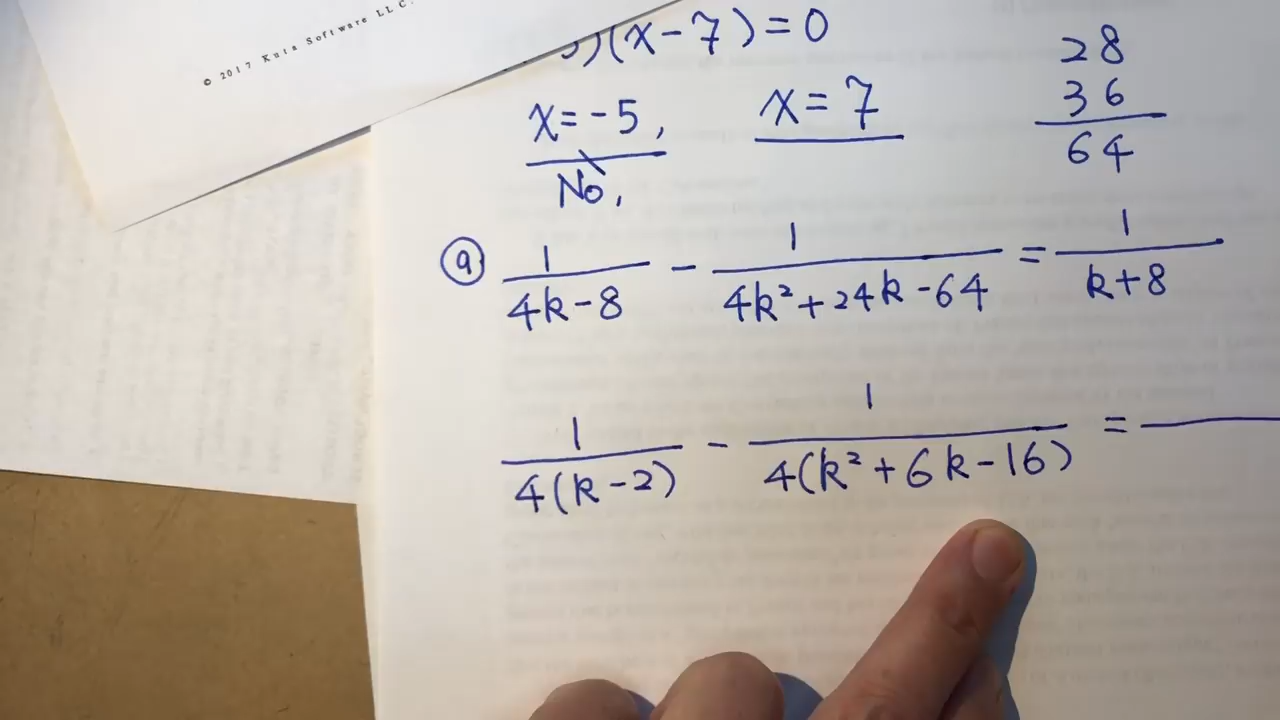 © 2017 Kuta Software LLC.
)(x-7)=0
x=-5, x=7
No.
28
36
64
⑨ 1/(4k-8) - 1/(4k²+24k-64) = 1/(k+8)
1/(4(k-2)) - 1/(4(k²+6k-16)) =